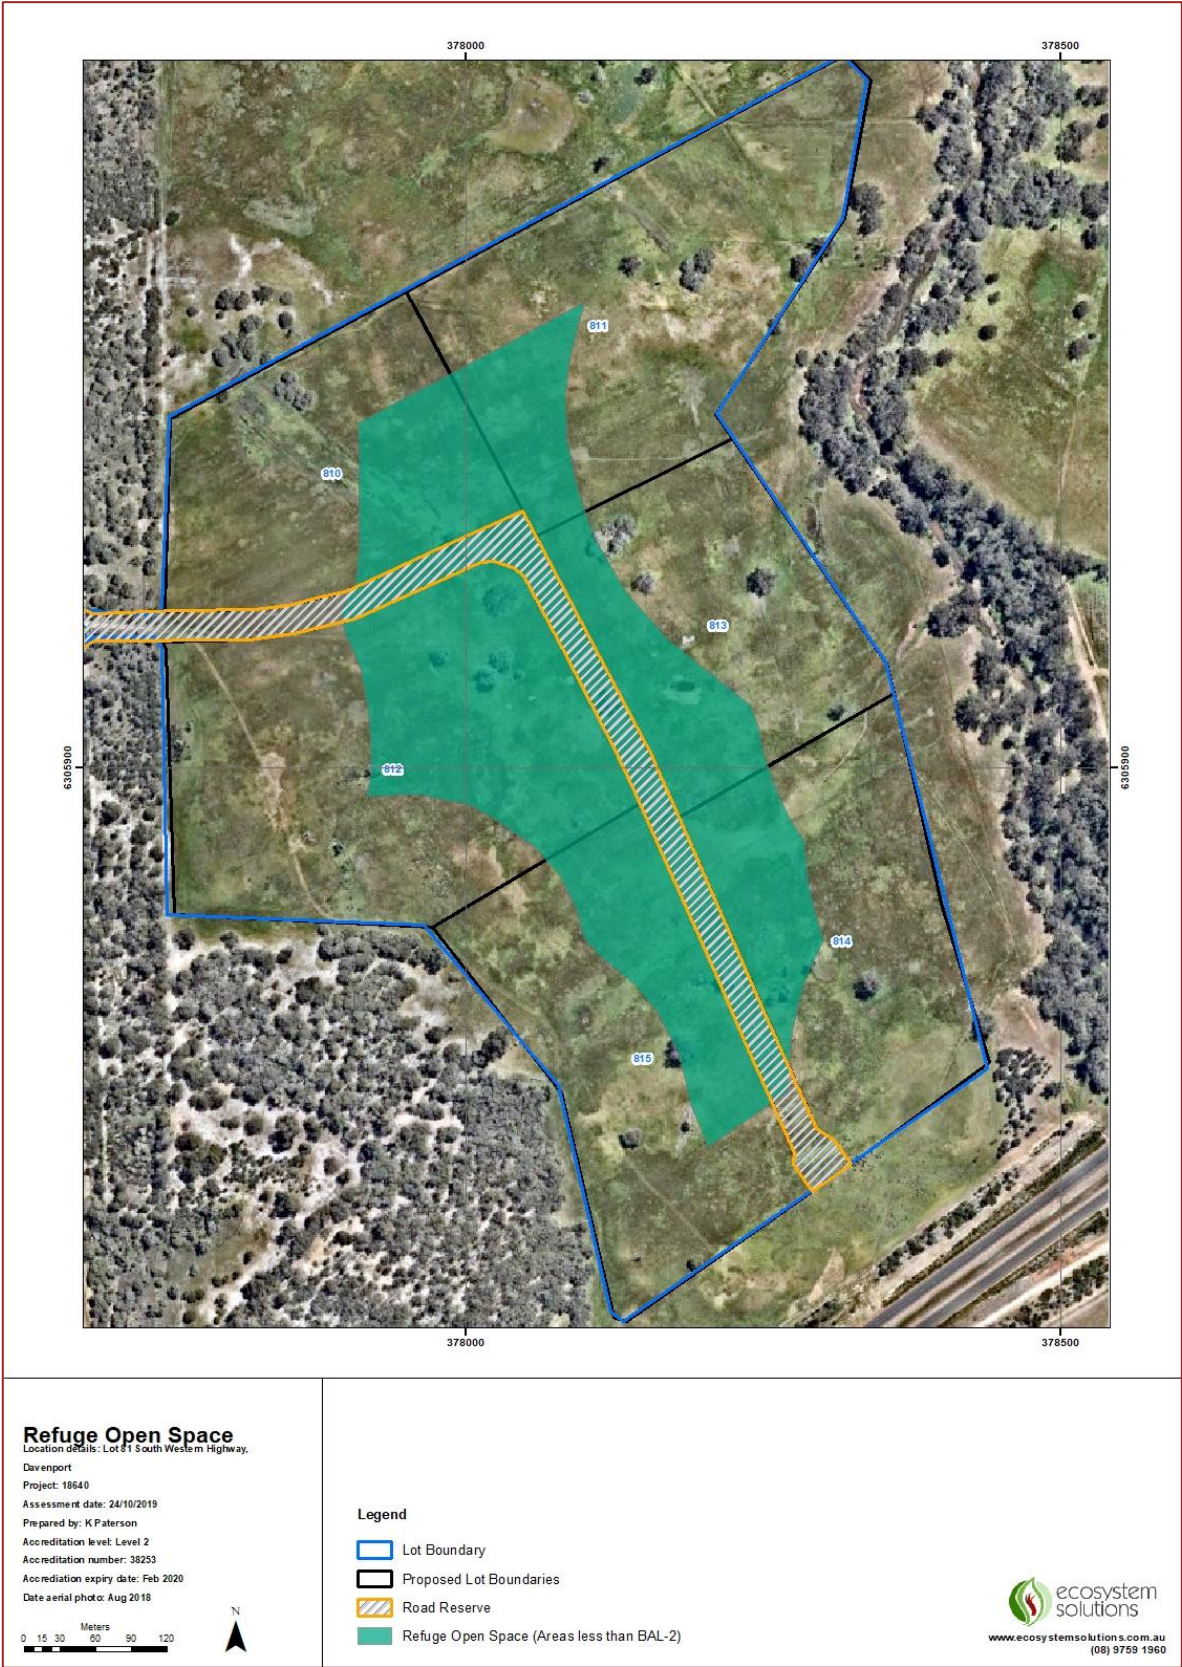 378000
378500
811
810
813
6305900
6305900
812
814
815
378000
378500
Refuge Open Space
Location details: Lot 81 South Western Highway,
Davenport
Project: 18640
Assessment date: 24/10/2019
Prepared by: K Paterson
Accreditation level: Level 2
Accreditation number: 38253
Accrediation expiry date: Feb 2020
Date aerial photo: Aug 2018
Meters
0 15 30 60 90 120
N
Legend
Lot Boundary
Proposed Lot Boundaries
Road Reserve
Refuge Open Space (Areas less than BAL-2)
ecosystem
solutions
www.ecosystemsolutions.com.au
(08) 9759 1960